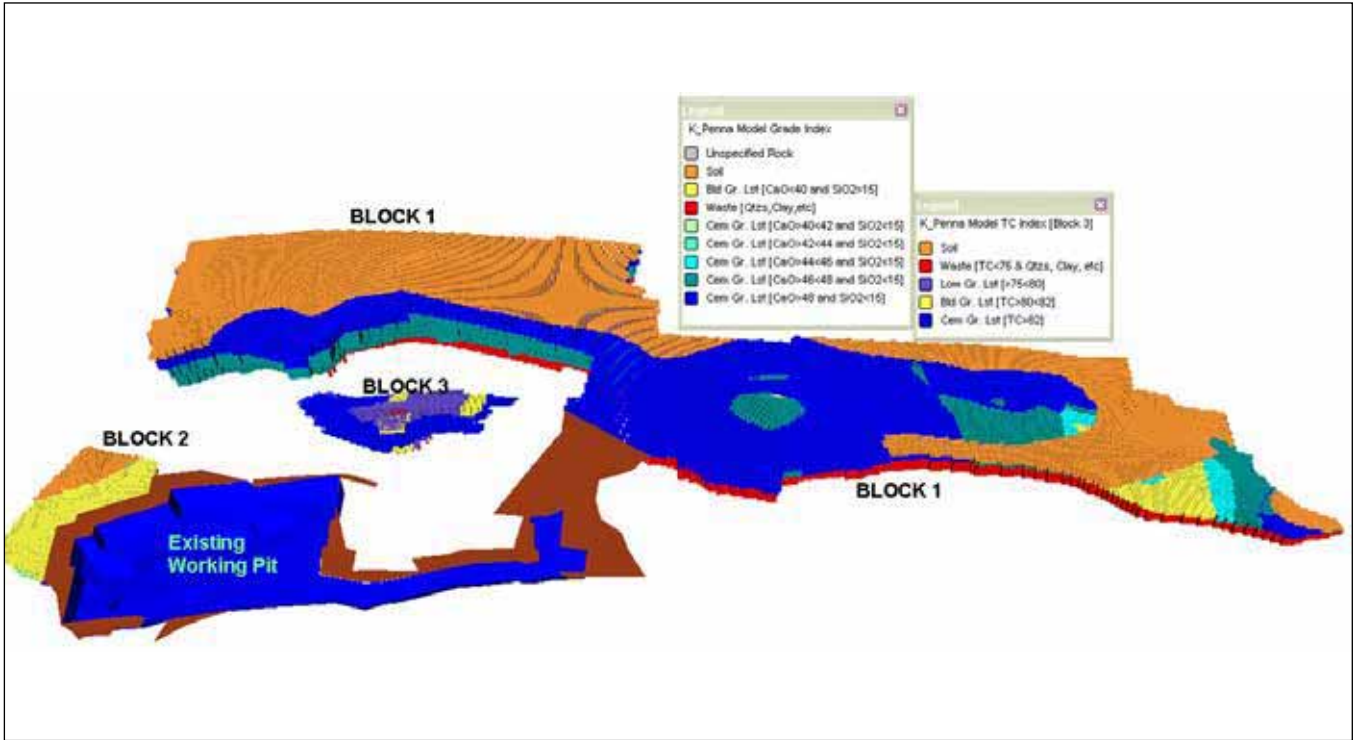 BLOCK 1
BLOCK 3
BLOCK 2
BLOCK 1
Existing
Working Pit
Legend
K_Penna Model Grade Index
Unspecified Rock
Soil
Bld Gr. Lst [CaO<40 and SiO2>15]
Waste [Qtzs,Clay,etc]
Cem Gr. Lst [CaO>40<42 and SiO2<15]
Cem Gr. Lst [CaO>42<44 and SiO2<15]
Cem Gr. Lst [CaO>44<46 and SiO2<15]
Cem Gr. Lst [CaO>46<48 and SiO2<15]
Cem Gr. Lst [CaO>48 and SiO2<15]
Legend
K_Penna Model TC Index [Block 3]
Soil
Waste [TC<75 & Qtzs, Clay, etc]
Low Gr. Lst [>75<80]
Bld Gr. Lst [TC>80<82]
Cem Gr. Lst [TC>82]